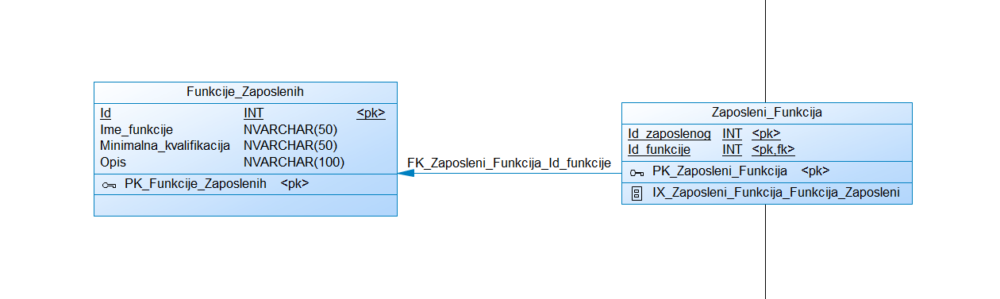 Funkcije_Zaposlenih
Id INT <pk>
Ime_funkcije NVARCHAR(50)
Minimalna_kvalifikacija NVARCHAR(50)
Opis NVARCHAR(100)
PK_Funkcije_Zaposlenih <pk>
FK_Zaposleni_Funkcija_Id_funkcije
Zaposleni_Funkcija
Id_zaposlenog INT <pk>
Id_funkcije INT <pk,fk>
PK_Zaposleni_Funkcija <pk>
IX_Zaposleni_Funkcija_Funkcija_Zaposleni